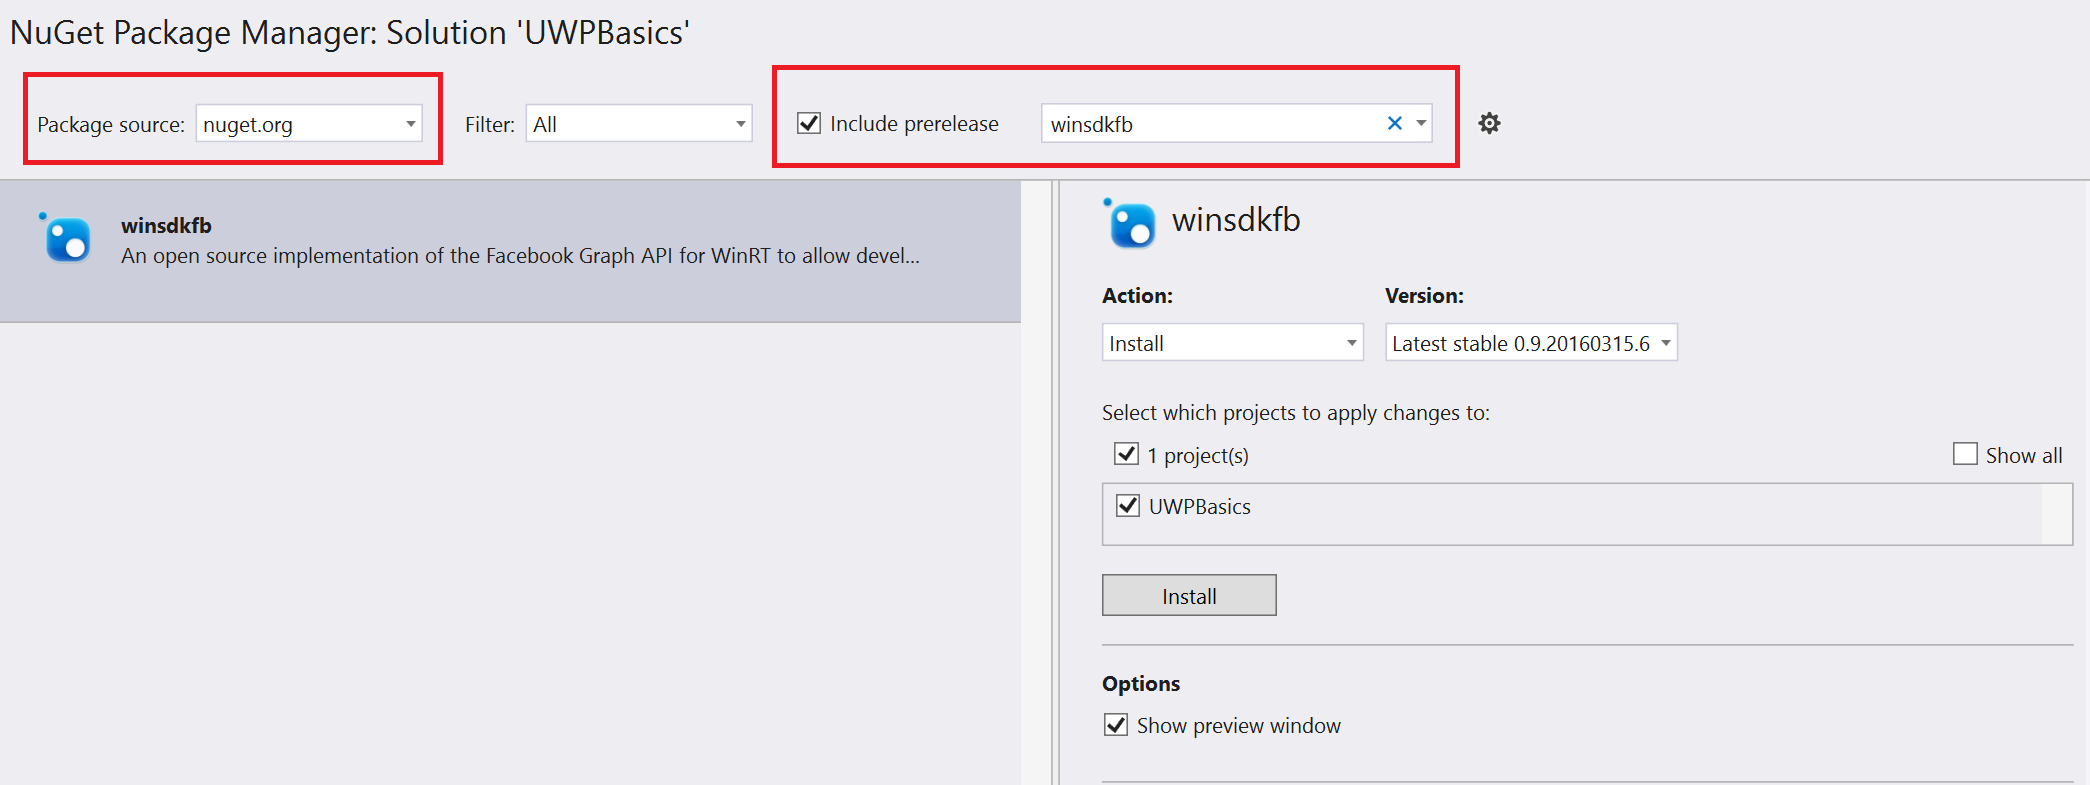 NuGet Package Manager: Solution 'UWPBasics'
Package source: nuget.org Filter: All Include prerelease winsdkfb
winsdkfb
An open source implementation of the Facebook Graph API for WinRT to allow devel...
winsdkfb
Action: Version:
Install Latest stable 0.9.20160315.6
Select which projects to apply changes to:
1 project(s) Show all
UWPBasics
Install
Options
Show preview window